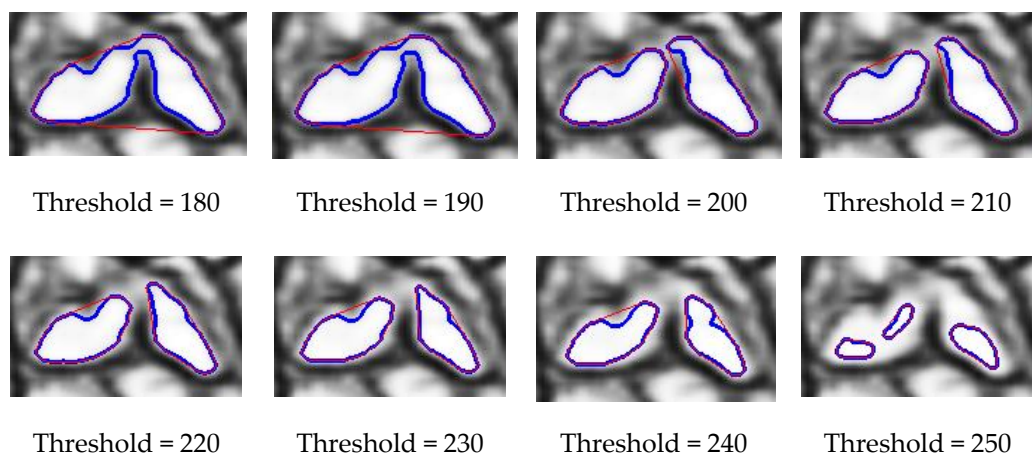 Threshold = 180 Threshold = 190 Threshold = 200 Threshold = 210
Threshold = 220 Threshold = 230 Threshold = 240 Threshold = 250